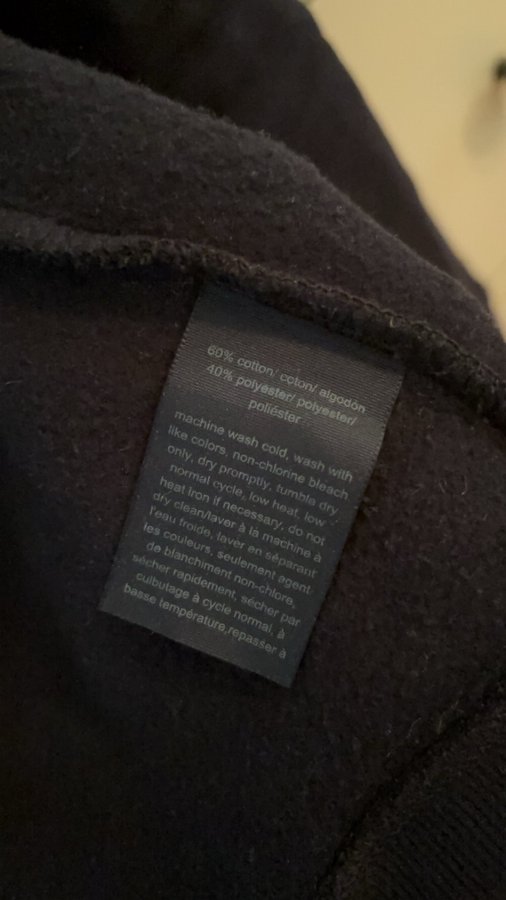 60% cotton/ ccton/ algodón
40% polyester/ polyester/
poliéster
machine wash cold, wash with
like colors, non-chlorine bleach
only, dry promptly, tumble dry
normal cycle, low heat, low
heat Iron if necessary, do not
dry clean/laver à la machine à
l'eau froide, laver en séparant
les couleurs, seulement agent
de blanchiment non-chlore,
sécher rapidement, sécher par
culbutage à cycle normal, à
basse température,repasser à